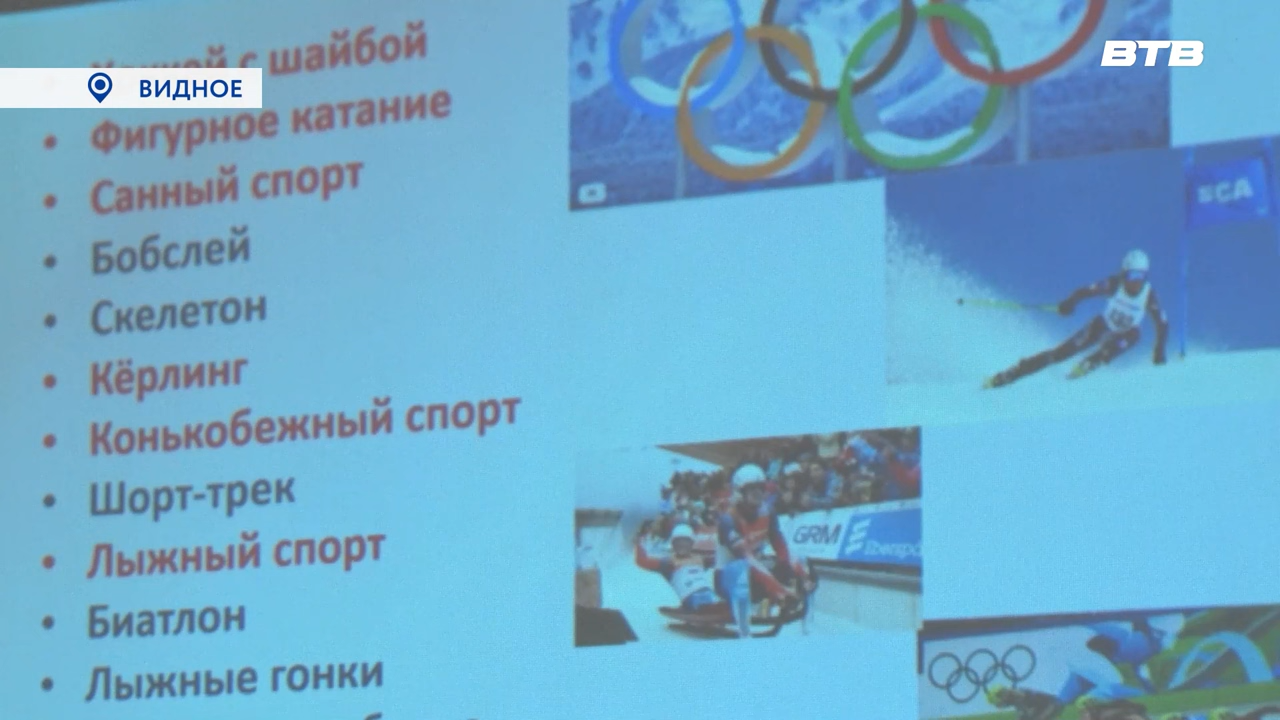 ВТВ
ВИДНОЕ
с шайбой
Фигурное катание
Санный спорт
Бобслей
Скелетон
Кёрлинг
Конькобежный спорт
Шорт-трек
Лыжный спорт
Биатлон
Лыжные гонки
GRM